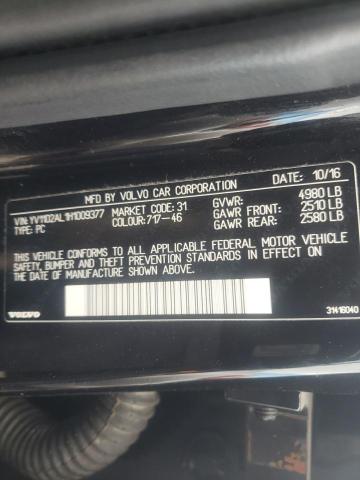 MFD BY VOLVO CAR CORPORATION DATE: 10/16
VIN: YV1102AL1H1009377 MARKET CODE: 31 GVWR: 4980 LB
TYPE: PC COLOUR: 717-46 GAWR FRONT: 2510 LB
GAWR REAR: 2580 LB
THIS VEHICLE CONFORMS TO ALL APPLICABLE FEDERAL MOTOR VEHICLE
SAFETY, BUMPER AND THEFT PREVENTION STANDARDS IN EFFECT ON THE
DATE OF MANUFACTURE SHOWN ABOVE.
VOLVO 31416040